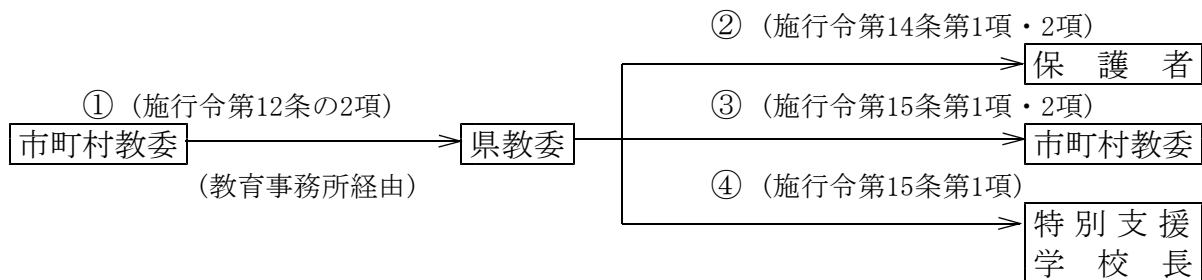 ② (施行令第14条第1項・2項)
保護者
① (施行令第12条の2項)
③ (施行令第15条第1項・2項)
市町村教委
県教委
市町村教委
(教育事務所経由)
④ (施行令第15条第1項)
特別支援
学校長